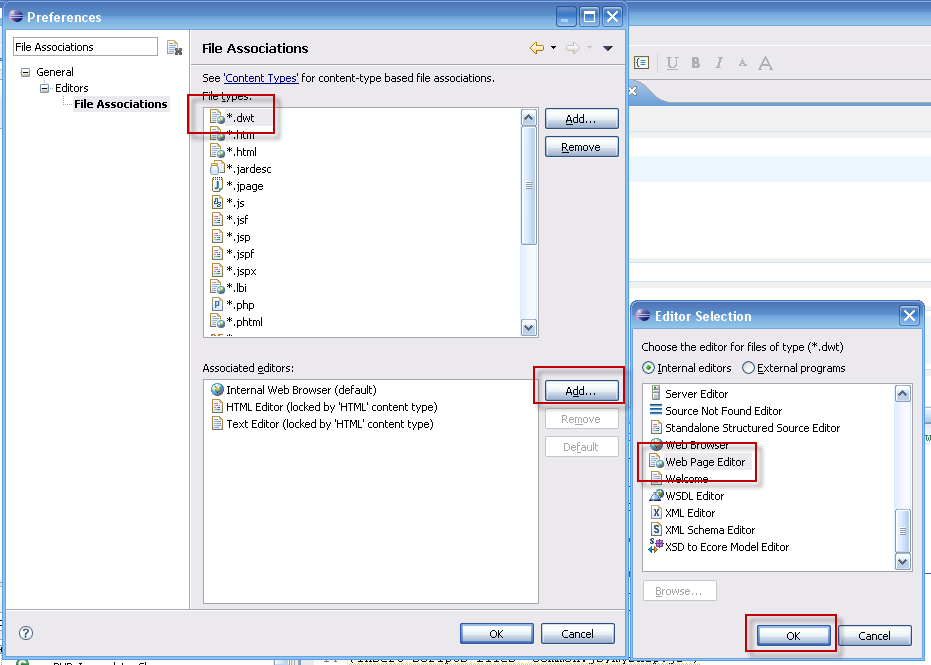 Preferences
File Associations
General
Editors
File Associations
File Associations
See 'Content Types' for content-type based file associations.
File types:
*.dwt
*.htm
*.html
*.jardesc
*.jpage
*.js
*.jsf
*.jsp
*.jspf
*.jspx
*.lbi
*.php
*.phtml
Add...
Remove
Associated editors:
Internal Web Browser (default)
HTML Editor (locked by 'HTML' content type)
Text Editor (locked by 'HTML' content type)
Add...
Remove
Default
OK
Cancel
U B I A A
Editor Selection
Choose the editor for files of type (*.dwt)
Internal editors
External programs
Server Editor
Source Not Found Editor
Standalone Structured Source Editor
Web Browser
Web Page Editor
Welcome
WSDL Editor
XML Editor
XML Schema Editor
XSD to Ecore Model Editor
Browse...
OK
Cancel